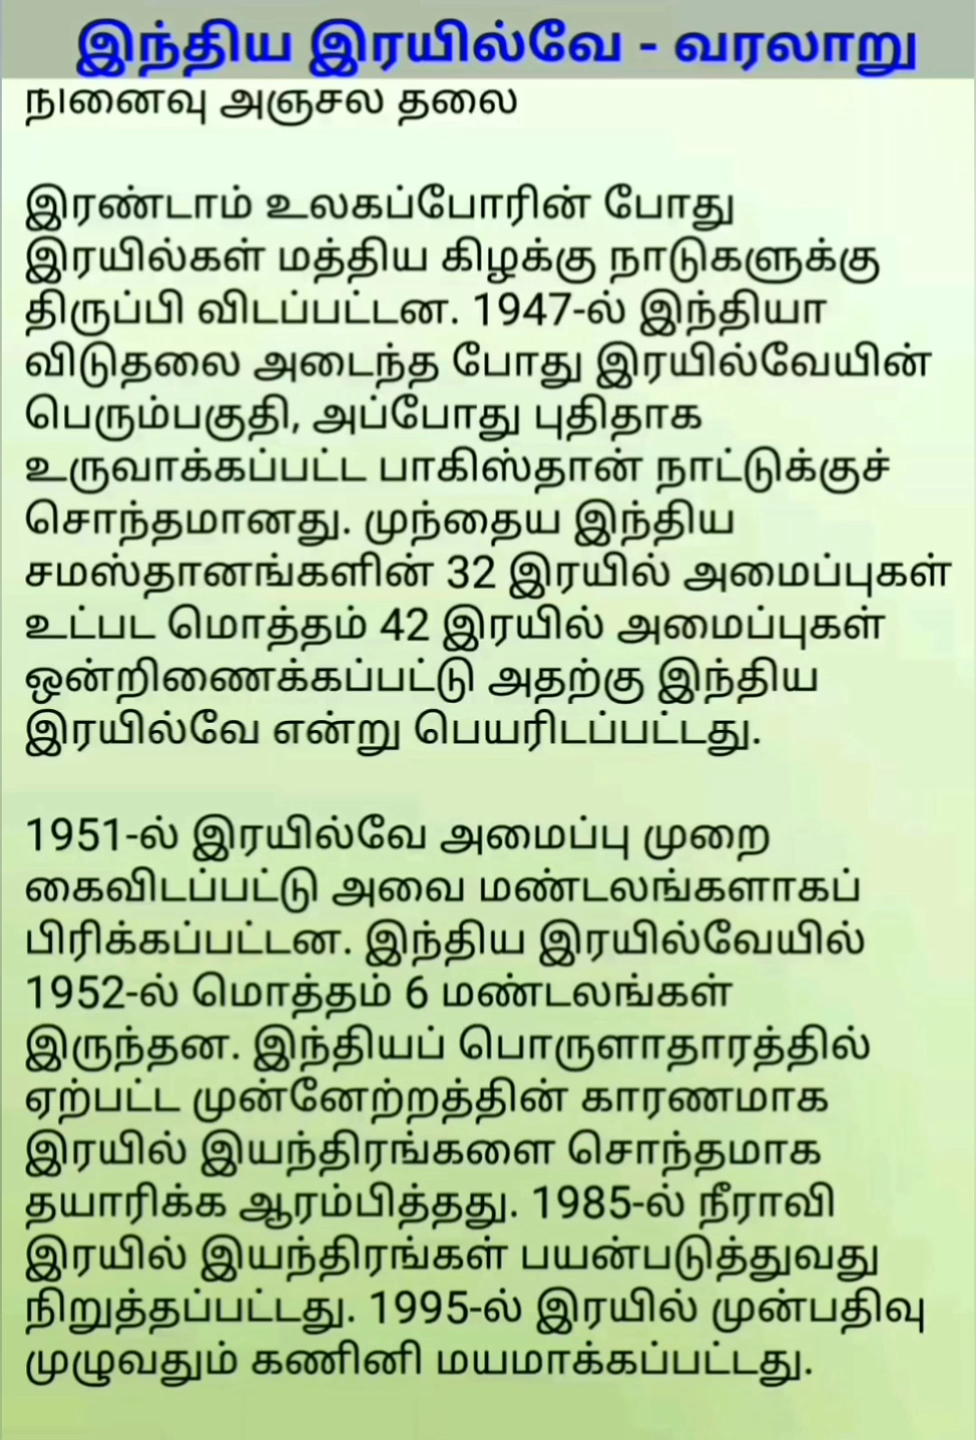 இந்திய இரயில்வே - வரலாறு
நினைவு அஞ்சல் தலை
இரண்டாம் உலகப்போரின் போது
இரயில்கள் மத்திய கிழக்கு நாடுகளுக்கு
திருப்பி விடப்பட்டன. 1947-ல் இந்தியா
விடுதலை அடைந்த போது இரயில்வேயின்
பெரும்பகுதி, அப்போது புதிதாக
உருவாக்கப்பட்ட பாகிஸ்தான் நாட்டுக்குச்
சொந்தமானது. முந்தைய இந்திய
சமஸ்தானங்களின் 32 இரயில் அமைப்புகள்
உட்பட மொத்தம் 42 இரயில் அமைப்புகள்
ஒன்றிணைக்கப்பட்டு அதற்கு இந்திய
இரயில்வே என்று பெயரிடப்பட்டது.
1951-ல் இரயில்வே அமைப்பு முறை
கைவிடப்பட்டு அவை மண்டலங்களாகப்
பிரிக்கப்பட்டன. இந்திய இரயில்வேயில்
1952-ல் மொத்தம் 6 மண்டலங்கள்
இருந்தன. இந்தியப் பொருளாதாரத்தில்
ஏற்பட்ட முன்னேற்றத்தின் காரணமாக
இரயில் இயந்திரங்களை சொந்தமாக
தயாரிக்க ஆரம்பித்தது. 1985-ல் நீராவி
இரயில் இயந்திரங்கள் பயன்படுத்துவது
நிறுத்தப்பட்டது. 1995-ல் இரயில் முன்பதிவு
முழுவதும் கணினி மயமாக்கப்பட்டது.